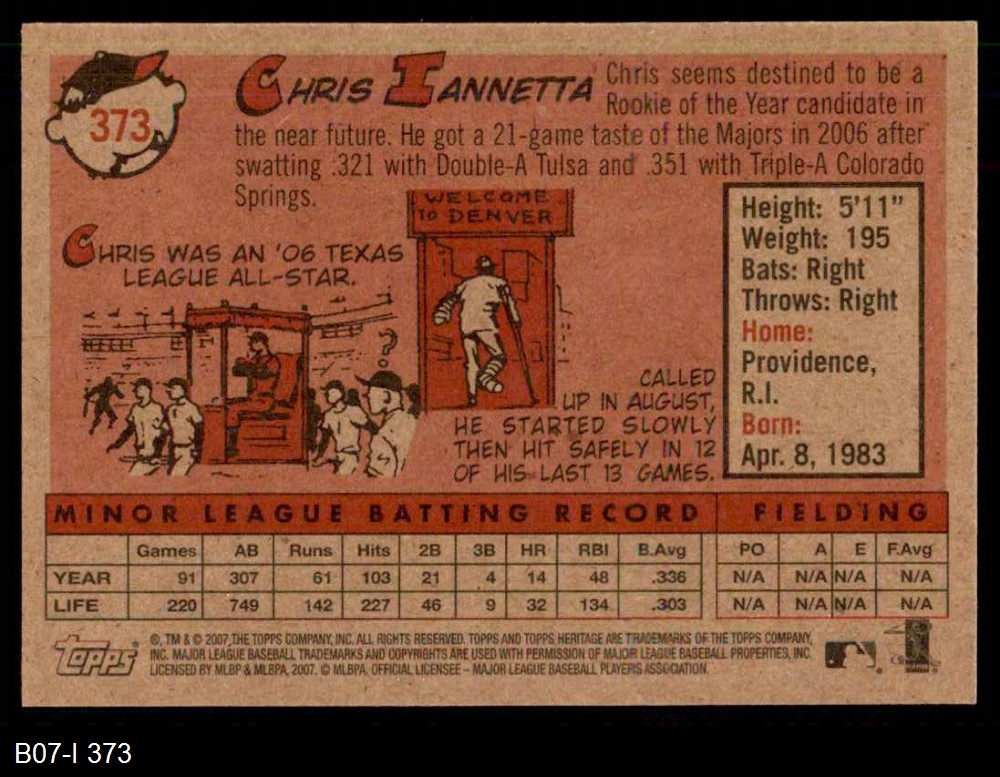 373
CHRIS IANNETTA
Chris seems destined to be a
Rookie of the Year candidate in
the near future. He got a 21-game taste of the Majors in 2006 after
swatting .321 with Double-A Tulsa and .351 with Triple-A Colorado
Springs.
WELCOME
TO DENVER
CHRIS WAS AN '06 TEXAS
LEAGUE ALL-STAR.
?
CALLED
UP IN AUGUST,
HE STARTED SLOWLY
THEN HIT SAFELY IN 12
OF HIS LAST 13 GAMES.
Height: 5'11"
Weight: 195
Bats: Right
Throws: Right
Home:
Providence,
R.I.
Born:
Apr. 8, 1983
MINOR LEAGUE BATTING RECORD FIELDING
Games AB Runs Hits 2B 3B HR RBI B.Avg PO A E F.Avg
YEAR 91 307 61 103 21 4 14 48 .336 N/A N/A N/A N/A
LIFE 220 749 142 227 46 9 32 134 .303 N/A N/A N/A N/A
Topps
®, TM & © 2007 THE TOPPS COMPANY, INC. ALL RIGHTS RESERVED. TOPPS AND TOPPS HERITAGE ARE TRADEMARKS OF THE TOPPS COMPANY,
INC. MAJOR LEAGUE BASEBALL TRADEMARKS AND COPYRIGHTS ARE USED WITH PERMISSION OF MAJOR LEAGUE BASEBALL PROPERTIES, INC.
LICENSED BY MLBP & MLBPA, 2007. © MLBPA. OFFICIAL LICENSEE – MAJOR LEAGUE BASEBALL PLAYERS ASSOCIATION.
B07-I 373